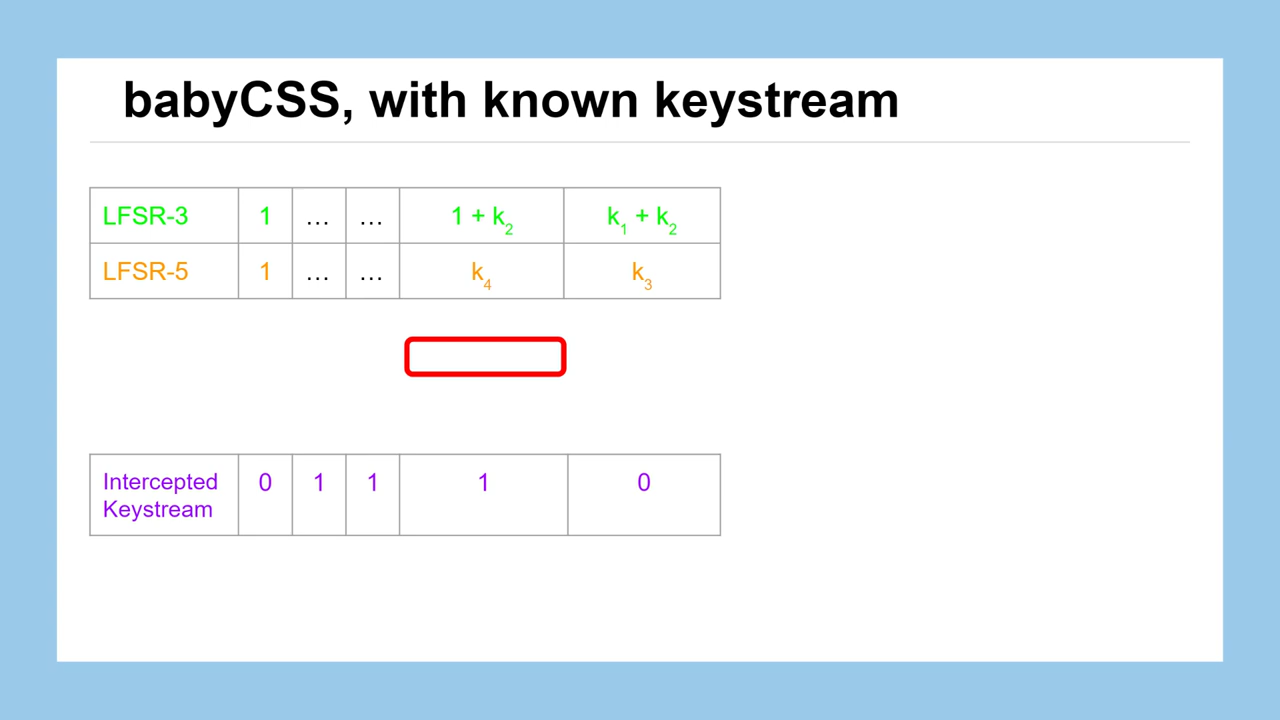 babyCSS, with known keystream
LFSR-3 1 … … 1 + k₂ k₁ + k₂
LFSR-5 1 … … k₄ k₃
Intercepted Keystream 0 1 1 1 0